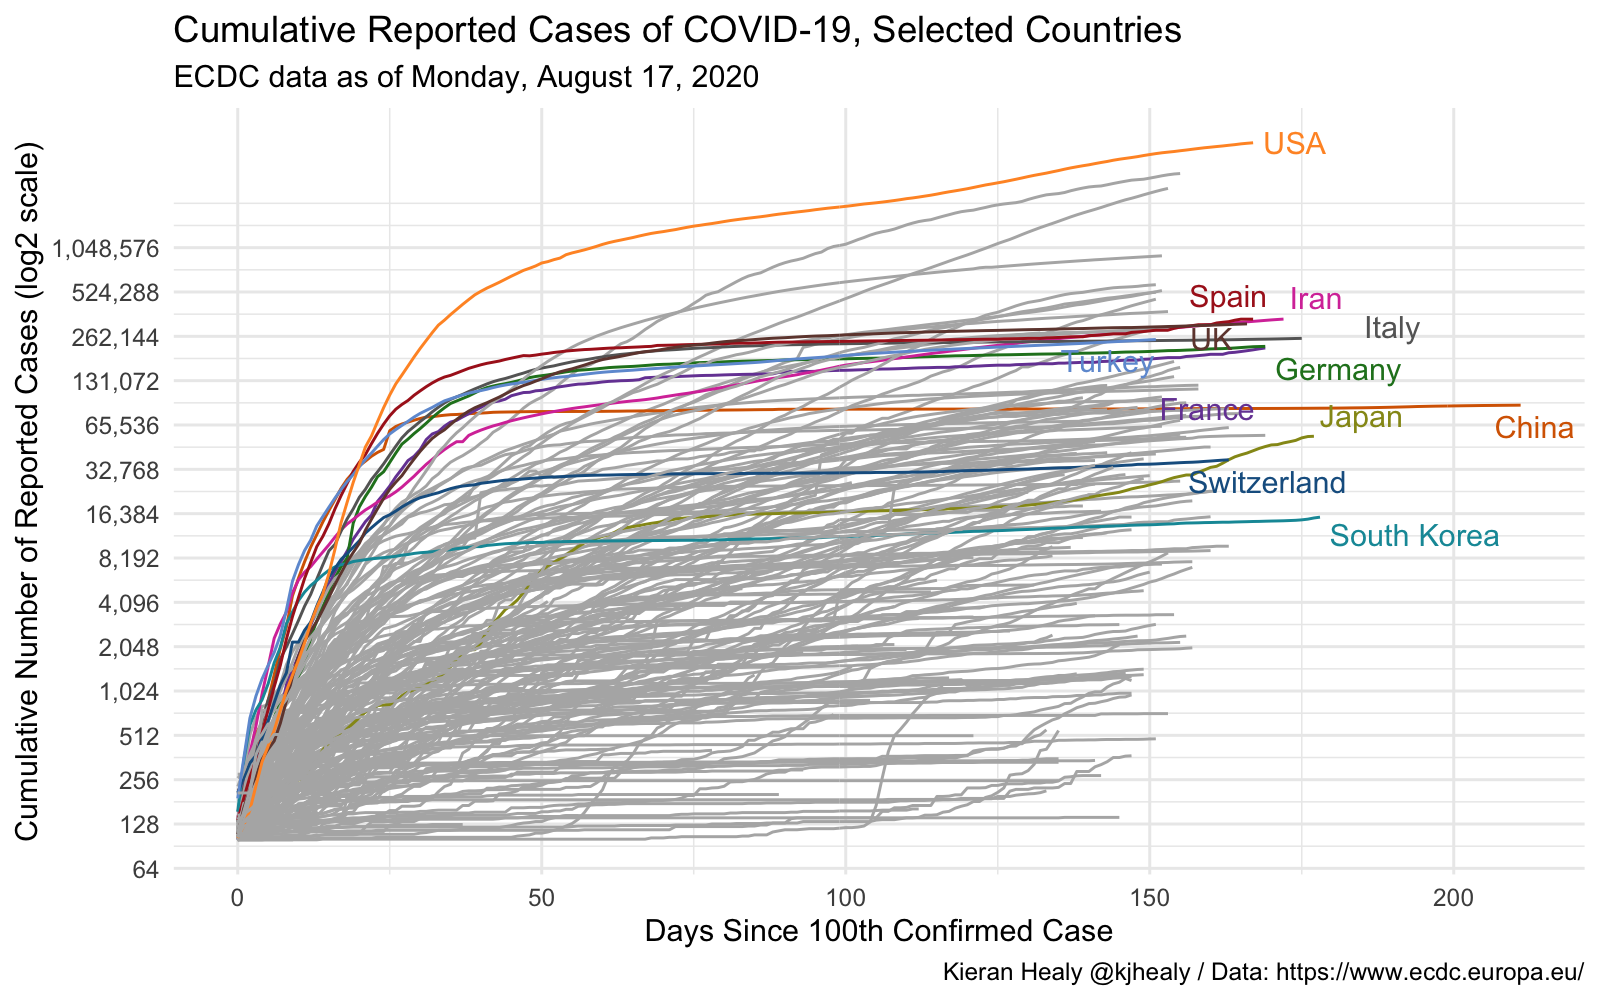 Cumulative Reported Cases of COVID-19, Selected Countries
ECDC data as of Monday, August 17, 2020
Cumulative Number of Reported Cases (log2 scale)
1,048,576
524,288
262,144
131,072
65,536
32,768
16,384
8,192
4,096
2,048
1,024
512
256
128
64
USA
Spain
Iran
Italy
UK
Turkey
Germany
France
Japan
China
Switzerland
South Korea
0
50
100
150
200
Days Since 100th Confirmed Case
Kieran Healy @kjhealy / Data: https://www.ecdc.europa.eu/